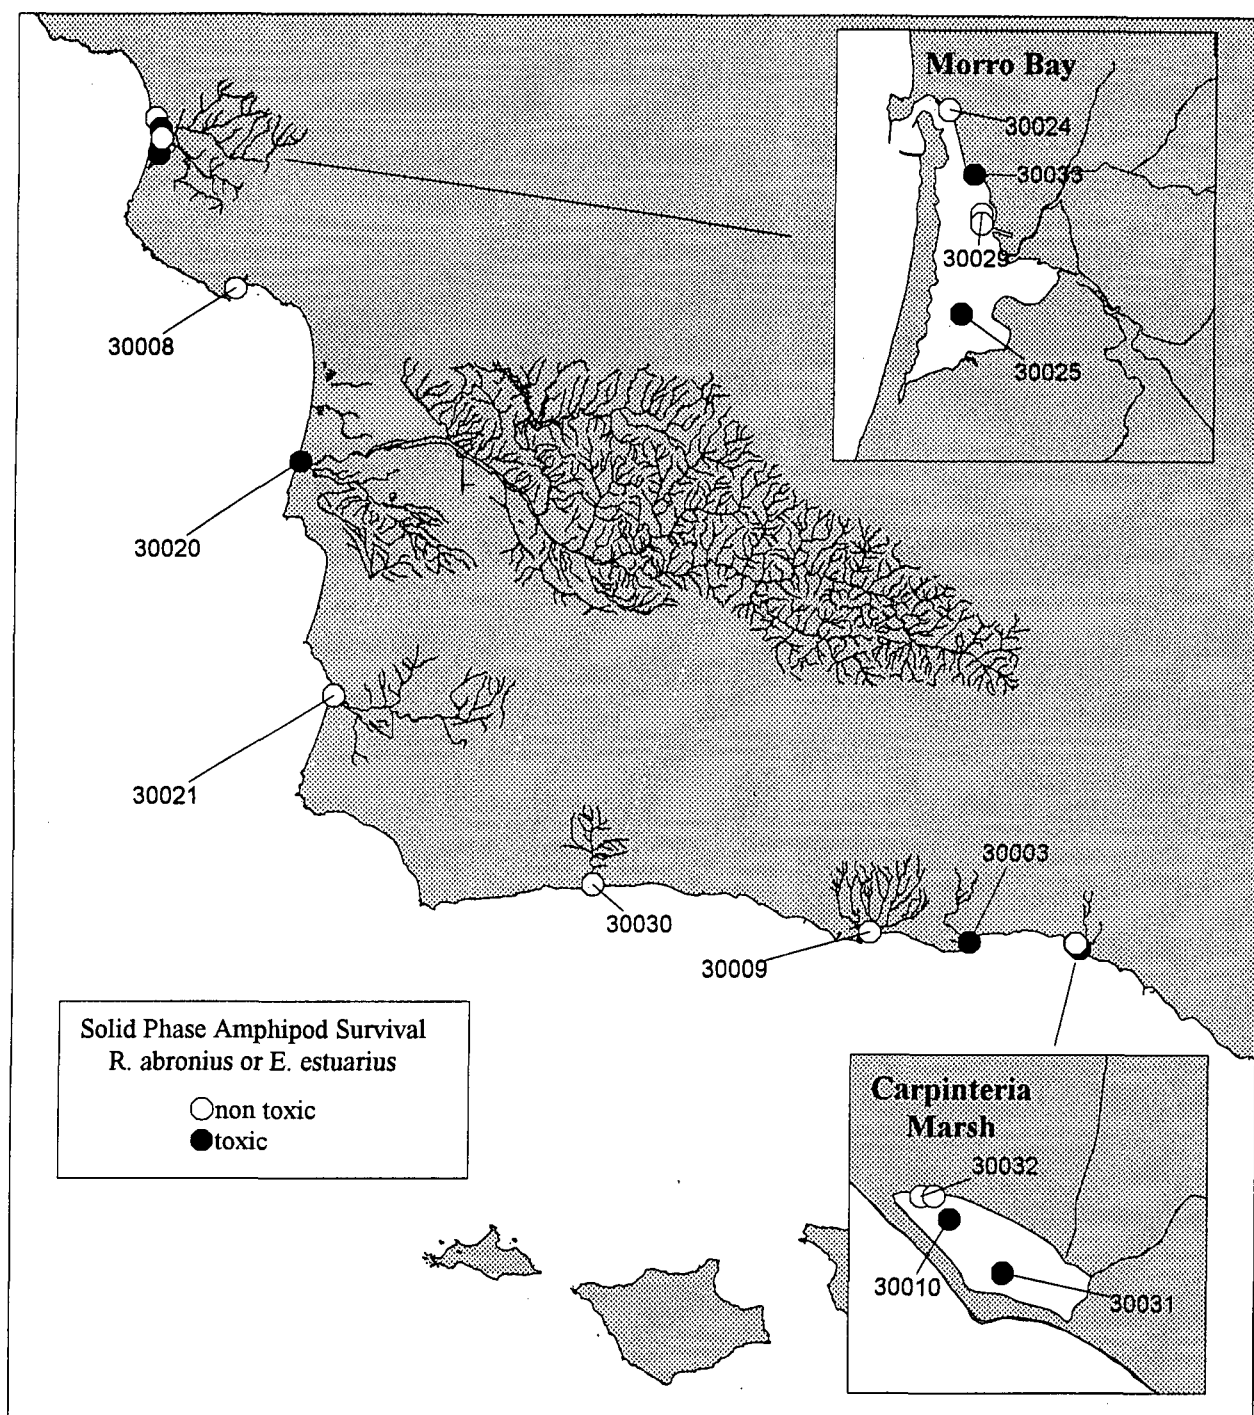 Morro Bay
30024
30033
30029
30025
30008
30020
30021
30030
30009
30003
Solid Phase Amphipod Survival
R. abronius or E. estuarius
non toxic
toxic
Carpinteria
Marsh
30032
30010
30031